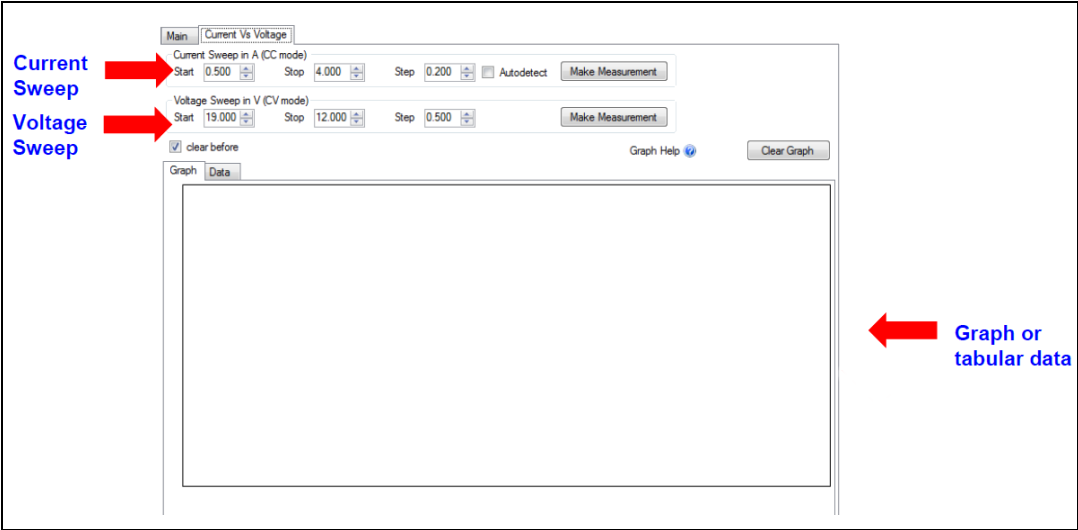 Main Current Vs Voltage
Current Sweep in A (CC mode)
Start 0.500 Stop 4.000 Step 0.200 Autodetect Make Measurement
Voltage Sweep in V (CV mode)
Start 19.000 Stop 12.000 Step 0.500 Make Measurement
clear before Graph Help Clear Graph
Graph Data
Current
Sweep
Voltage
Sweep
Graph or
tabular data